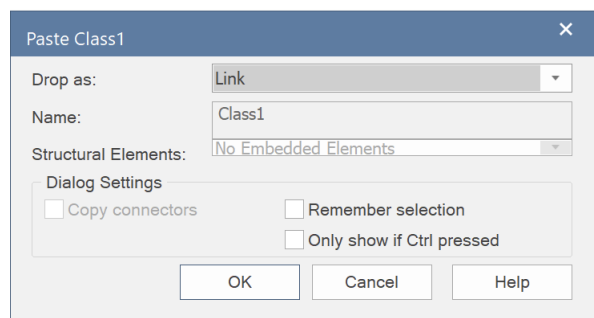 Paste Class1
Drop as: Link
Name: Class1
Structural Elements: No Embedded Elements
Dialog Settings
Copy connectors Remember selection
Only show if Ctrl pressed
OK Cancel Help